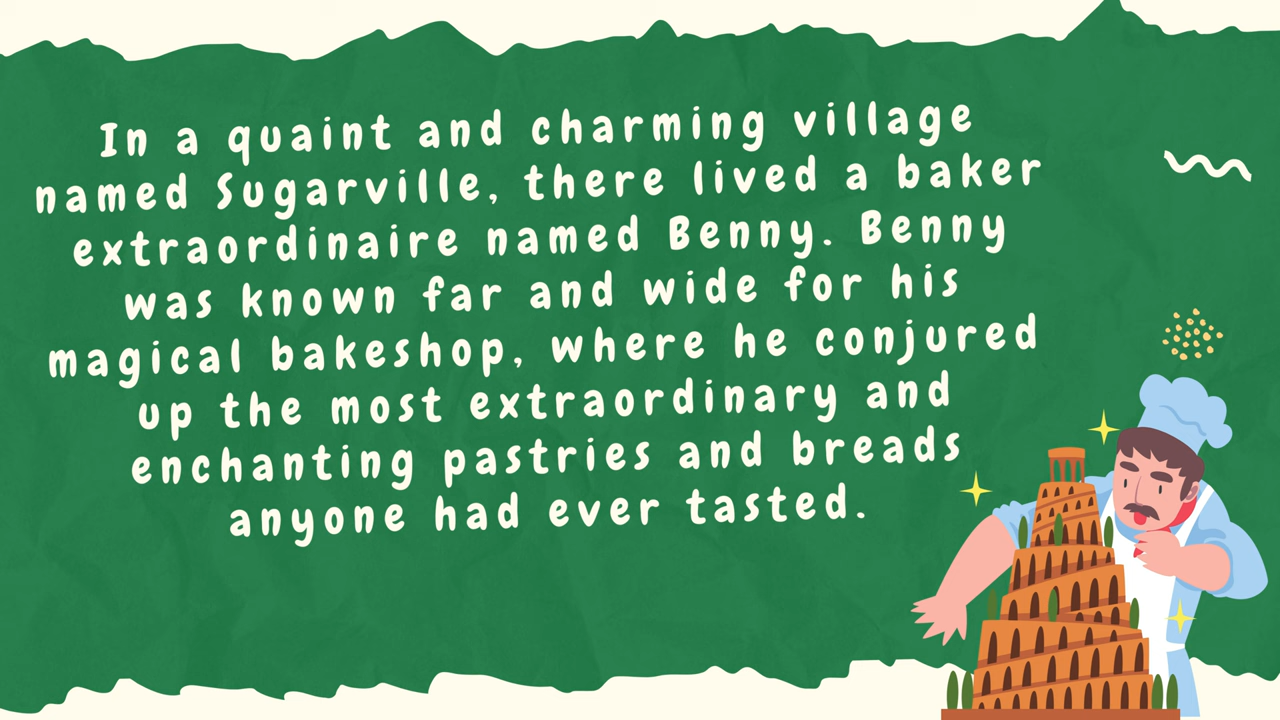 In a quaint and charming village
named Sugarville, there lived a baker
extraordinaire named Benny. Benny
was known far and wide for his
magical bakeshop, where he conjured
up the most extraordinary and
enchanting pastries and breads
anyone had ever tasted.